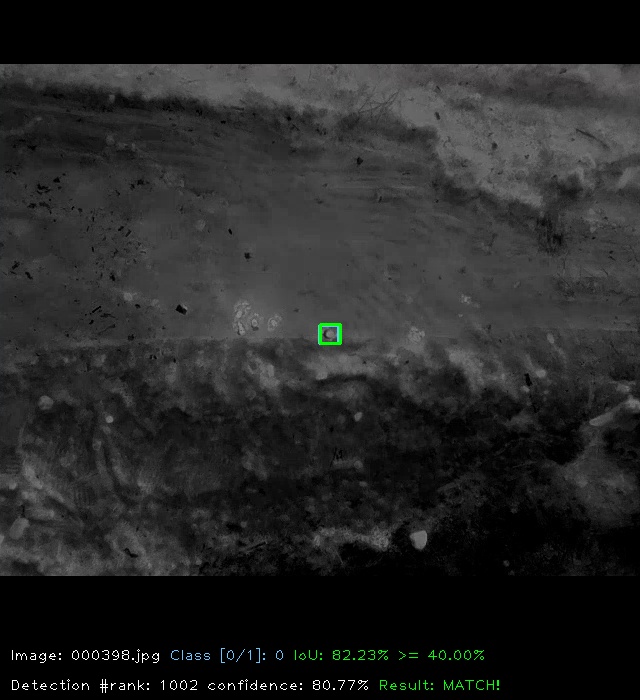 Image: 000398.jpg Class [0/1]: 0 IoU: 82.23% >= 40.00%
Detection #rank: 1002 confidence: 80.77% Result: MATCH!